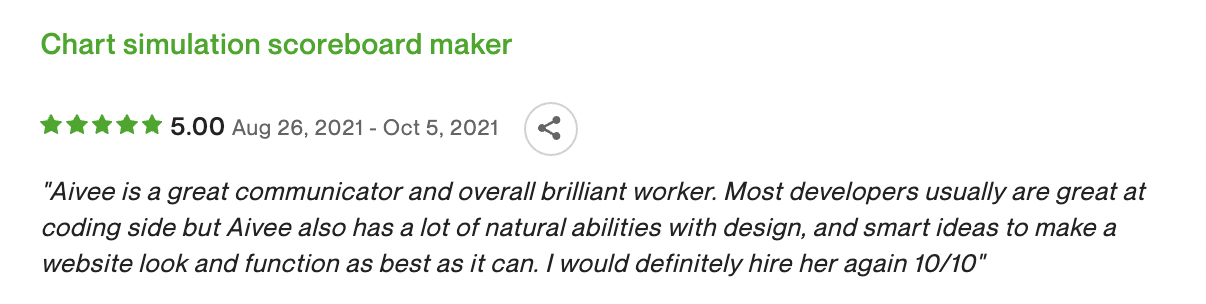 Chart simulation scoreboard maker
5.00 Aug 26, 2021 - Oct 5, 2021
"Aivee is a great communicator and overall brilliant worker. Most developers usually are great at
coding side but Aivee also has a lot of natural abilities with design, and smart ideas to make a
website look and function as best as it can. I would definitely hire her again 10/10"